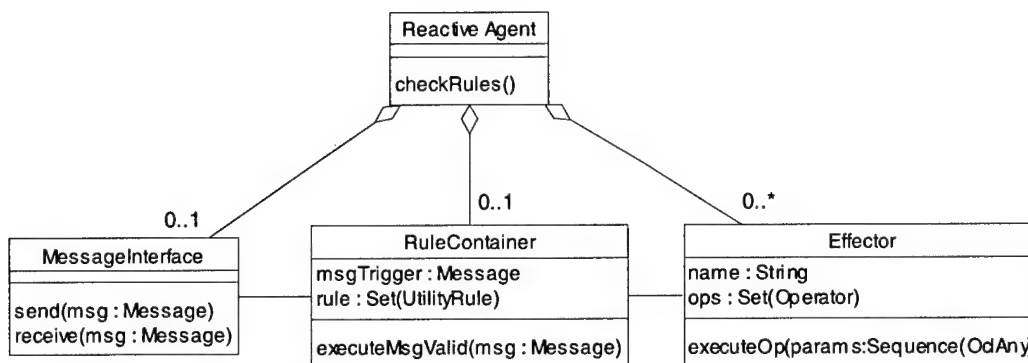 Reactive Agent
checkRules()
0..1
0..1
0..*
MessageInterface
send(msg : Message)
receive(msg : Message)
RuleContainer
msgTrigger : Message
rule : Set(UtilityRule)
executeMsgValid(msg : Message)
Effector
name : String
ops : Set(Operator)
executeOp(params:Sequence(OclAny)